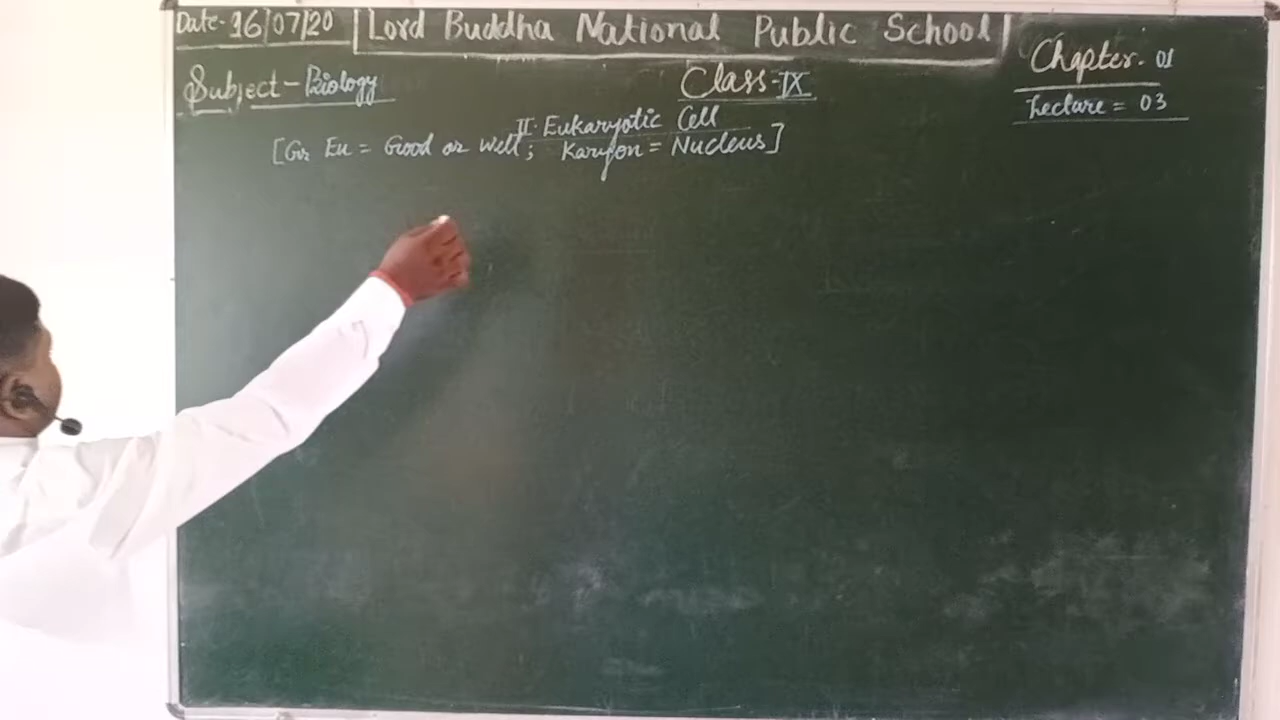 Date- 16/07/20 Lord Buddha National Public School
Chapter- 01
Subject - Biology Class-IX
Lecture = 03
II. Eukaryotic Cell
[Gr. Eu = Good or Well; Karyon = Nucleus]